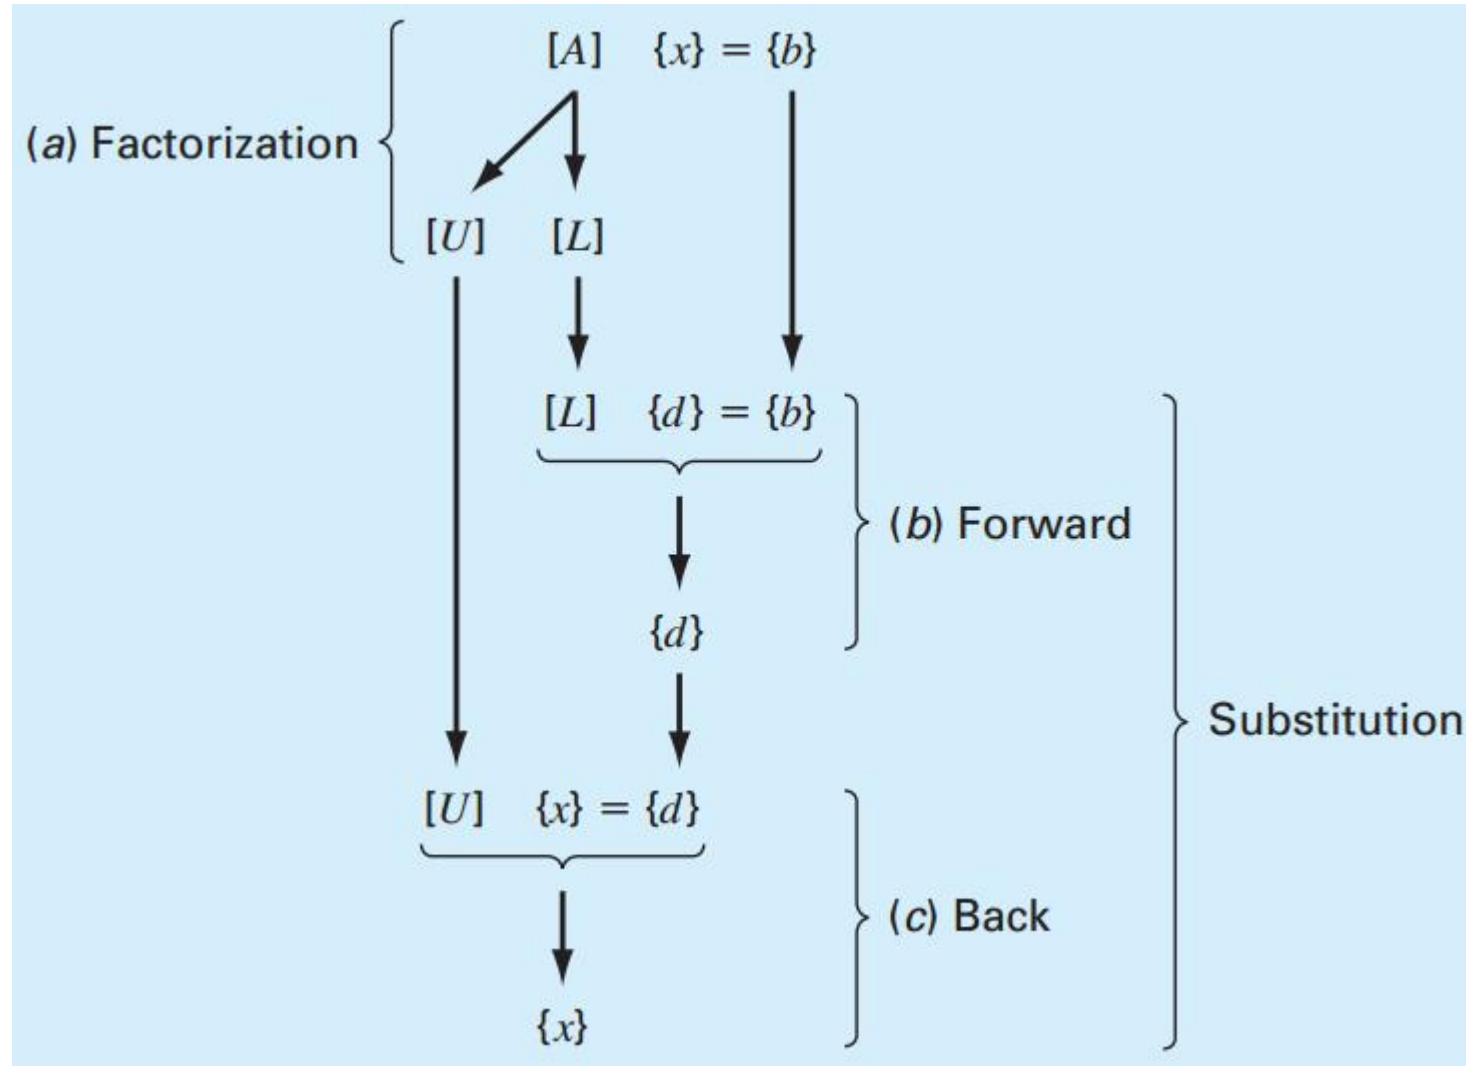 [A] {x} = {b}
(a) Factorization
[U] [L]
[L] {d} = {b}
(b) Forward
{d}
Substitution
[U] {x} = {d}
(c) Back
{x}